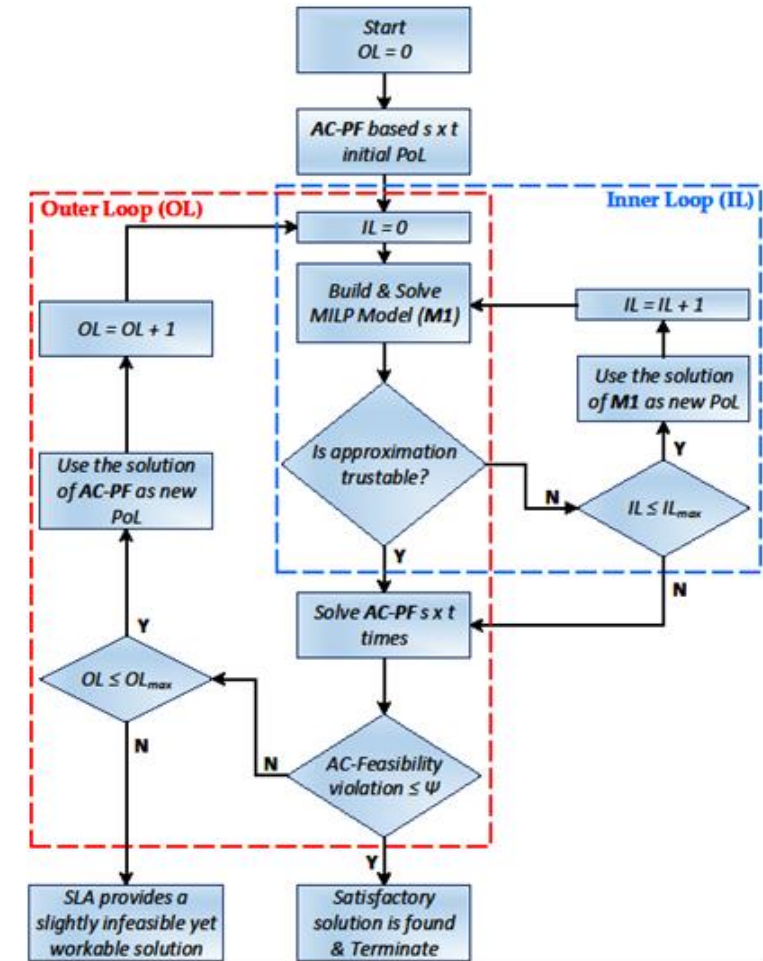 Start
OL = 0
AC-PF based s x t
initial PoL
Outer Loop (OL)
Inner Loop (IL)
IL = 0
Build & Solve
MILP Model (M1)
IL = IL + 1
OL = OL + 1
Use the solution
of M1 as new PoL
Is approximation
trustable?
Y
N
IL ≤ ILmax
Use the solution
of AC-PF as new
PoL
Y
N
Solve AC-PF s x t
times
Y
OL ≤ OLmax
N
N
AC-Feasibility
violation ≤ Ψ
Y
SLA provides a
slightly infeasible yet
workable solution
Satisfactory
solution is found
& Terminate